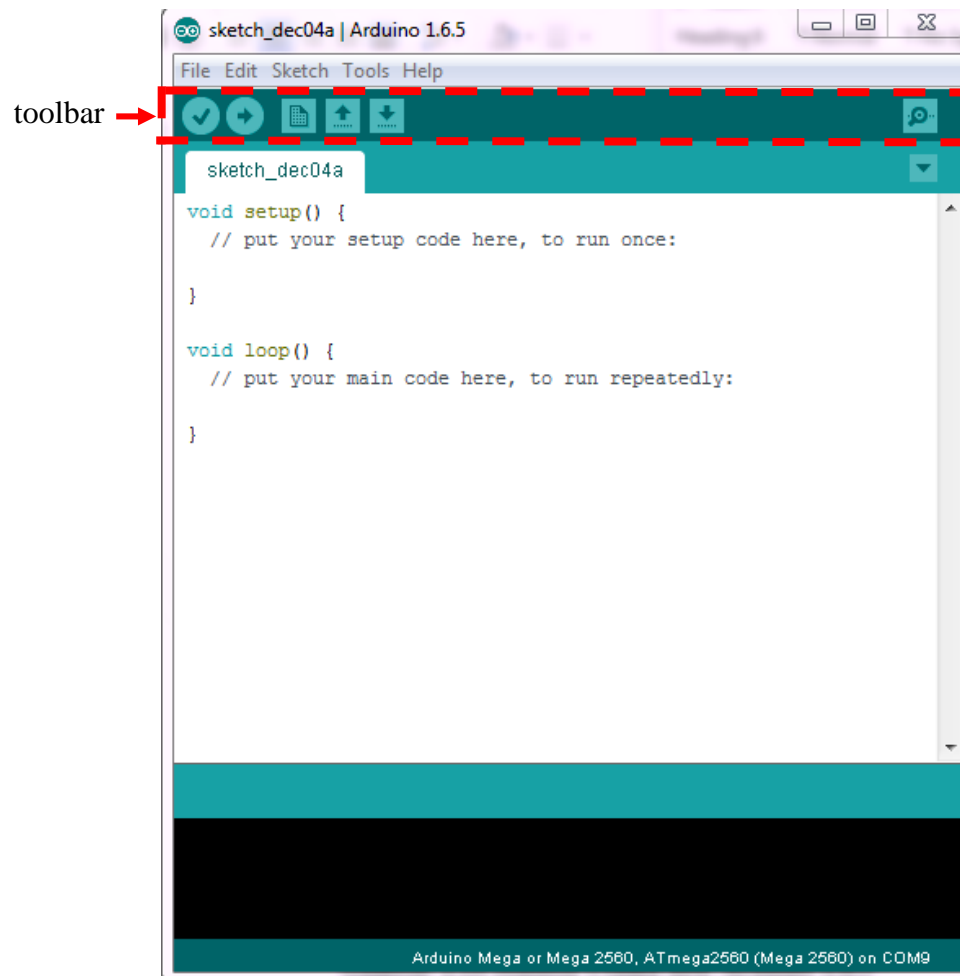 sketch_dec04a | Arduino 1.6.5
File Edit Sketch Tools Help
toolbar
sketch_dec04a
void setup() {
  // put your setup code here, to run once:
}
void loop() {
  // put your main code here, to run repeatedly:
}
Arduino Mega or Mega 2560, ATmega2560 (Mega 2560) on COM9